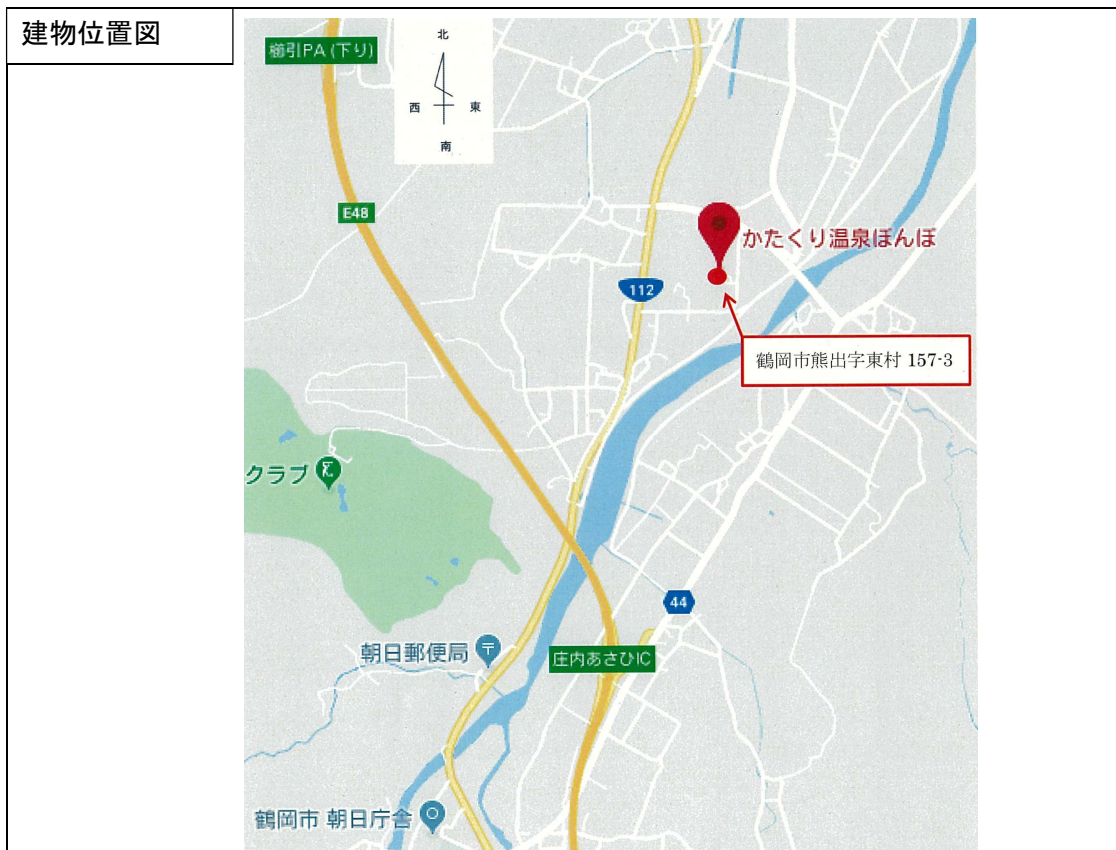 建物位置図
櫛引PA (下り)
北
西 東
南
E48
かたくり温泉ぼんぼ
112
鶴岡市熊出字東村 157-3
クラブ
44
朝日郵便局
庄内あさひIC
鶴岡市 朝日庁舎